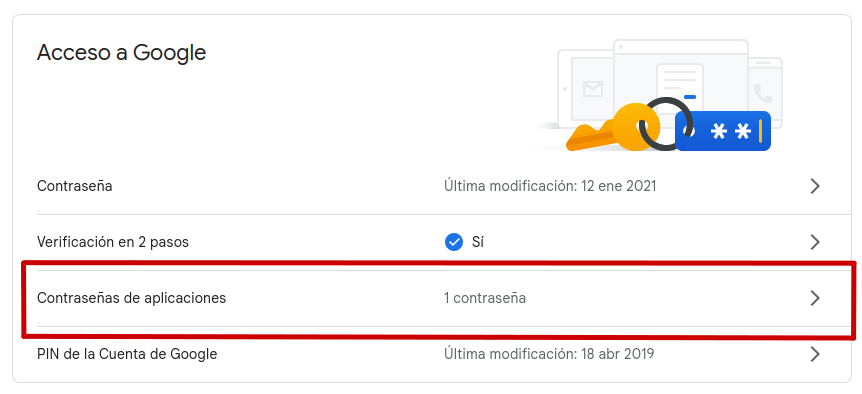 Acceso a Google
Contraseña Última modificación: 12 ene 2021
Verificación en 2 pasos Sí
Contraseñas de aplicaciones 1 contraseña
PIN de la Cuenta de Google Última modificación: 18 abr 2019